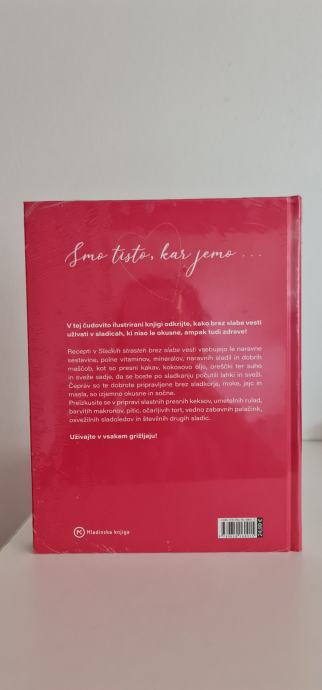 Smo tisto, kar jemo ...
V tej čudovito ilustrirani knjigi odkrijte, kako brez slabe vesti
uživati v sladicah, ki niso le okusne, ampak tudi zdrave!
Recepti v Sladkih strasteh brez slabe vesti vsebujejo le naravne
sestavine, polne vitaminov, mineralov, naravnih sladil in dobrih
maščob, kot so presni kakav, kokosovo olje, oreščki ter suho
in sveže sadje, da se boste po sladkanju počutili lahki in sveži.
Čeprav so te dobrote pripravljene brez sladkorja, moke, jajc in
masla, so izjemno okusne in sočne.
Preizkusite se v pripravi slastnih presnih keksov, umetelnih rulad,
barvitih makronov, pitic, očarljivih tort, vedno zabavnih palačink,
osvežilnih sladoledov in številnih drugih sladic.
Uživajte v vsakem grižljaju!
Mladinska knjiga